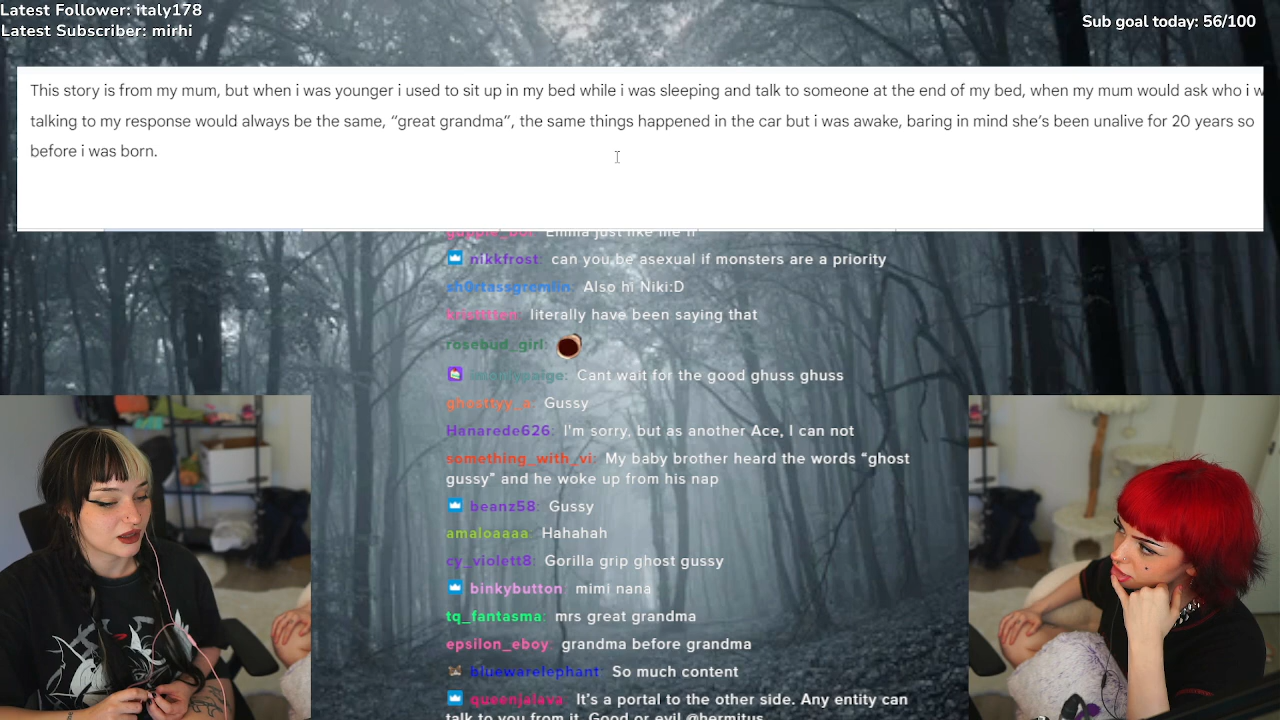 Latest Follower: italy178
Latest Subscriber: mirhi
Sub goal today: 56/100
This story is from my mum, but when i was younger i used to sit up in my bed while i was sleeping and talk to someone at the end of my bed, when my mum would ask who i w
talking to my response would always be the same, “great grandma”, the same things happened in the car but i was awake, baring in mind she’s been unalive for 20 years so
before i was born.
Emma just like me fr
nikkfrost: can you be asexual if monsters are a priority
sh0rtassgremlin: Also hi Niki:D
literally have been saying that
rosebud_girl:
Cant wait for the good ghuss ghuss
ghosttyy_a: Gussy
Hanarede626: I'm sorry, but as another Ace, I can not
something_with_vi: My baby brother heard the words “ghost
gussy” and he woke up from his nap
beanz58: Gussy
amaloaaaa: Hahahah
cy_violett8: Gorilla grip ghost gussy
binkybutton: mimi nana
tq_fantasma: mrs great grandma
epsilon_eboy: grandma before grandma
bluewarelephant: So much content
queenjalava: It’s a portal to the other side. Any entity can
talk to you from it. Good or evil @hermitus